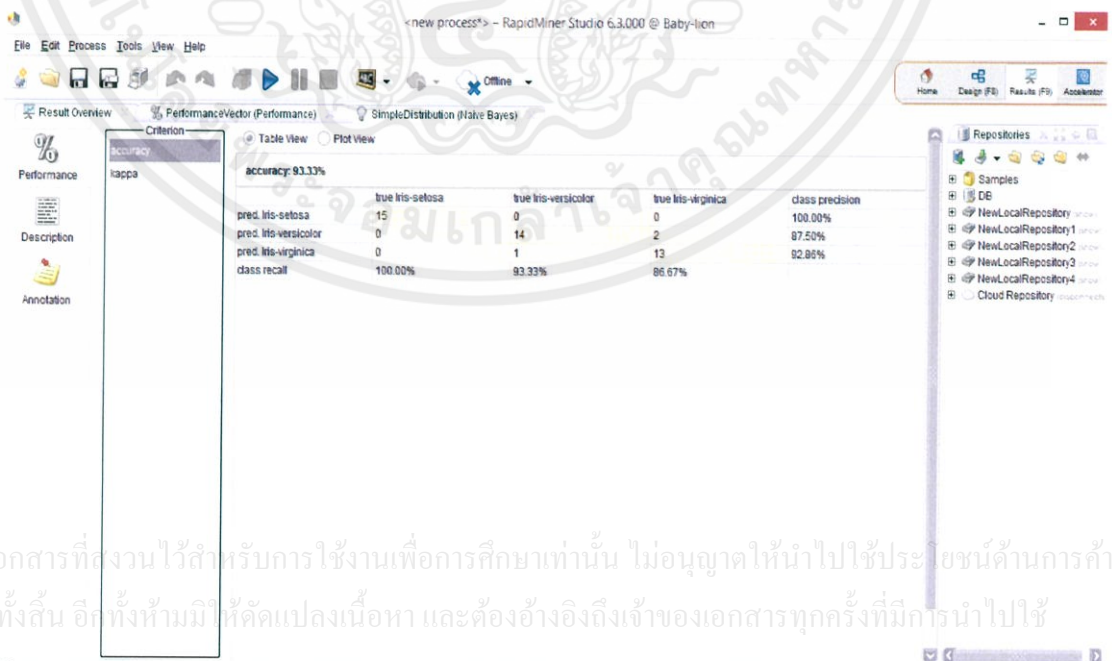 <new process*> – RapidMiner Studio 6.3.000 @ Baby-lion
File Edit Process Tools View Help
Offline
Home Design (F8) Results (F9) Accelerator
Result Overview % PerformanceVector (Performance) SimpleDistribution (Naive Bayes)
Performance
Description
Annotation
Criterion
accuracy
kappa
Table View Plot View
accuracy: 93.33%
true Iris-setosa true Iris-versicolor true Iris-virginica class precision
pred. Iris-setosa 15 0 0 100.00%
pred. Iris-versicolor 0 14 2 87.50%
pred. Iris-virginica 0 1 13 92.86%
class recall 100.00% 93.33% 86.67%
Repositories
Samples
DB
NewLocalRepository
NewLocalRepository1
NewLocalRepository2
NewLocalRepository3
NewLocalRepository4
Cloud Repository
อกสารที่สงวนไว้สำหรับการใช้งานเพื่อการศึกษาเท่านั้น ไม่อนุญาตให้นำไปใช้ประโยชน์ด้านการค้า
ทั้งสิ้น อีกทั้งห้ามมิให้ดัดแปลงเนื้อหา และต้องอ้างอิงถึงเจ้าของเอกสารทุกครั้งที่มีการนำไปใช้